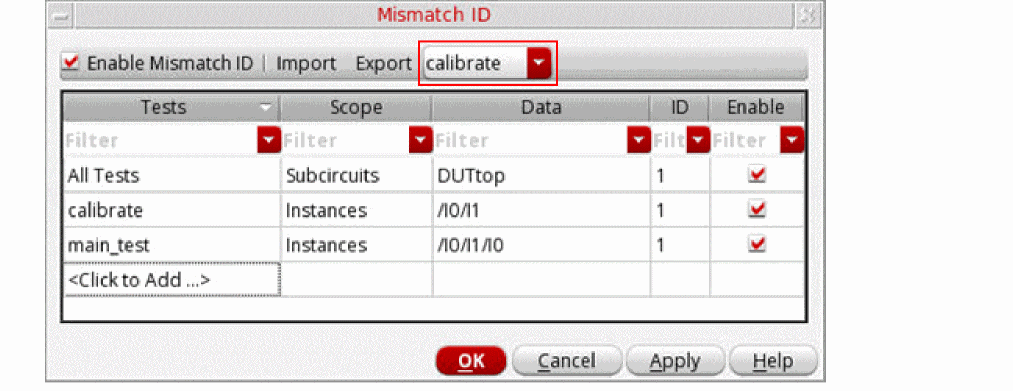 Mismatch ID
Enable Mismatch ID | Import Export calibrate
Tests Scope Data ID Enable
Filter Filter Filter Filt Filter
All Tests Subcircuits DUTtop 1
calibrate Instances /I0/I1 1
main_test Instances /I0/I1/I0 1
<Click to Add ...>
OK Cancel Apply Help